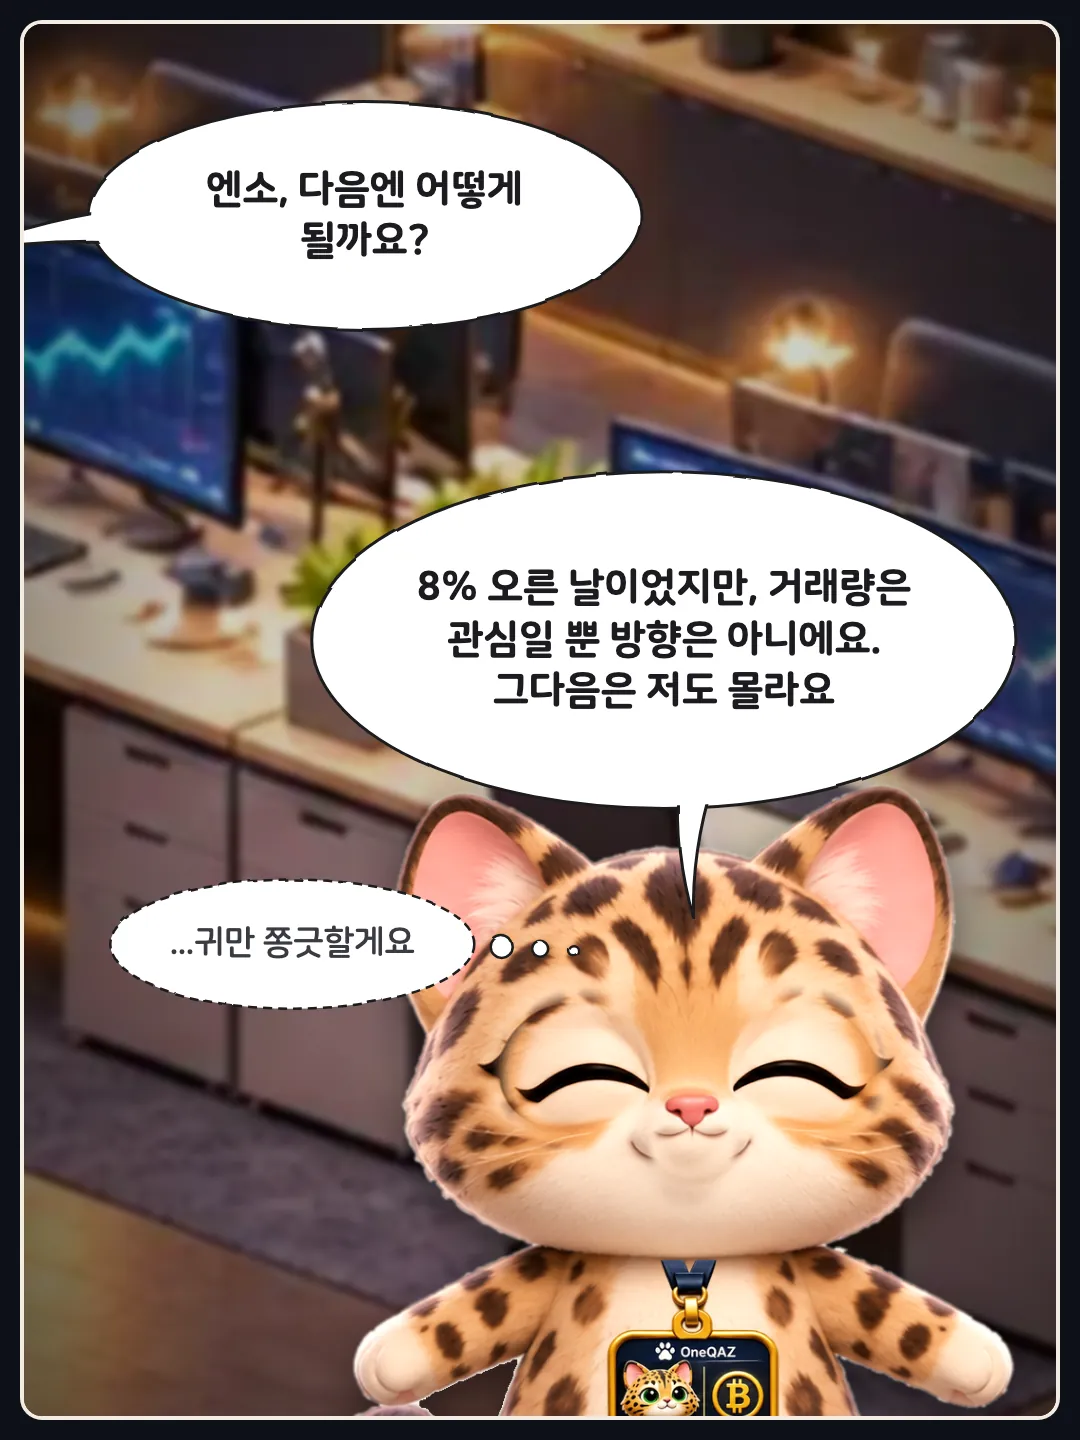 엔소, 다음엔 어떻게
될까요?
8% 오른 날이었지만, 거래량은
관심일 뿐 방향은 아니에요.
그다음은 저도 몰라요
...귀만 쫑긋할게요
OneQAZ